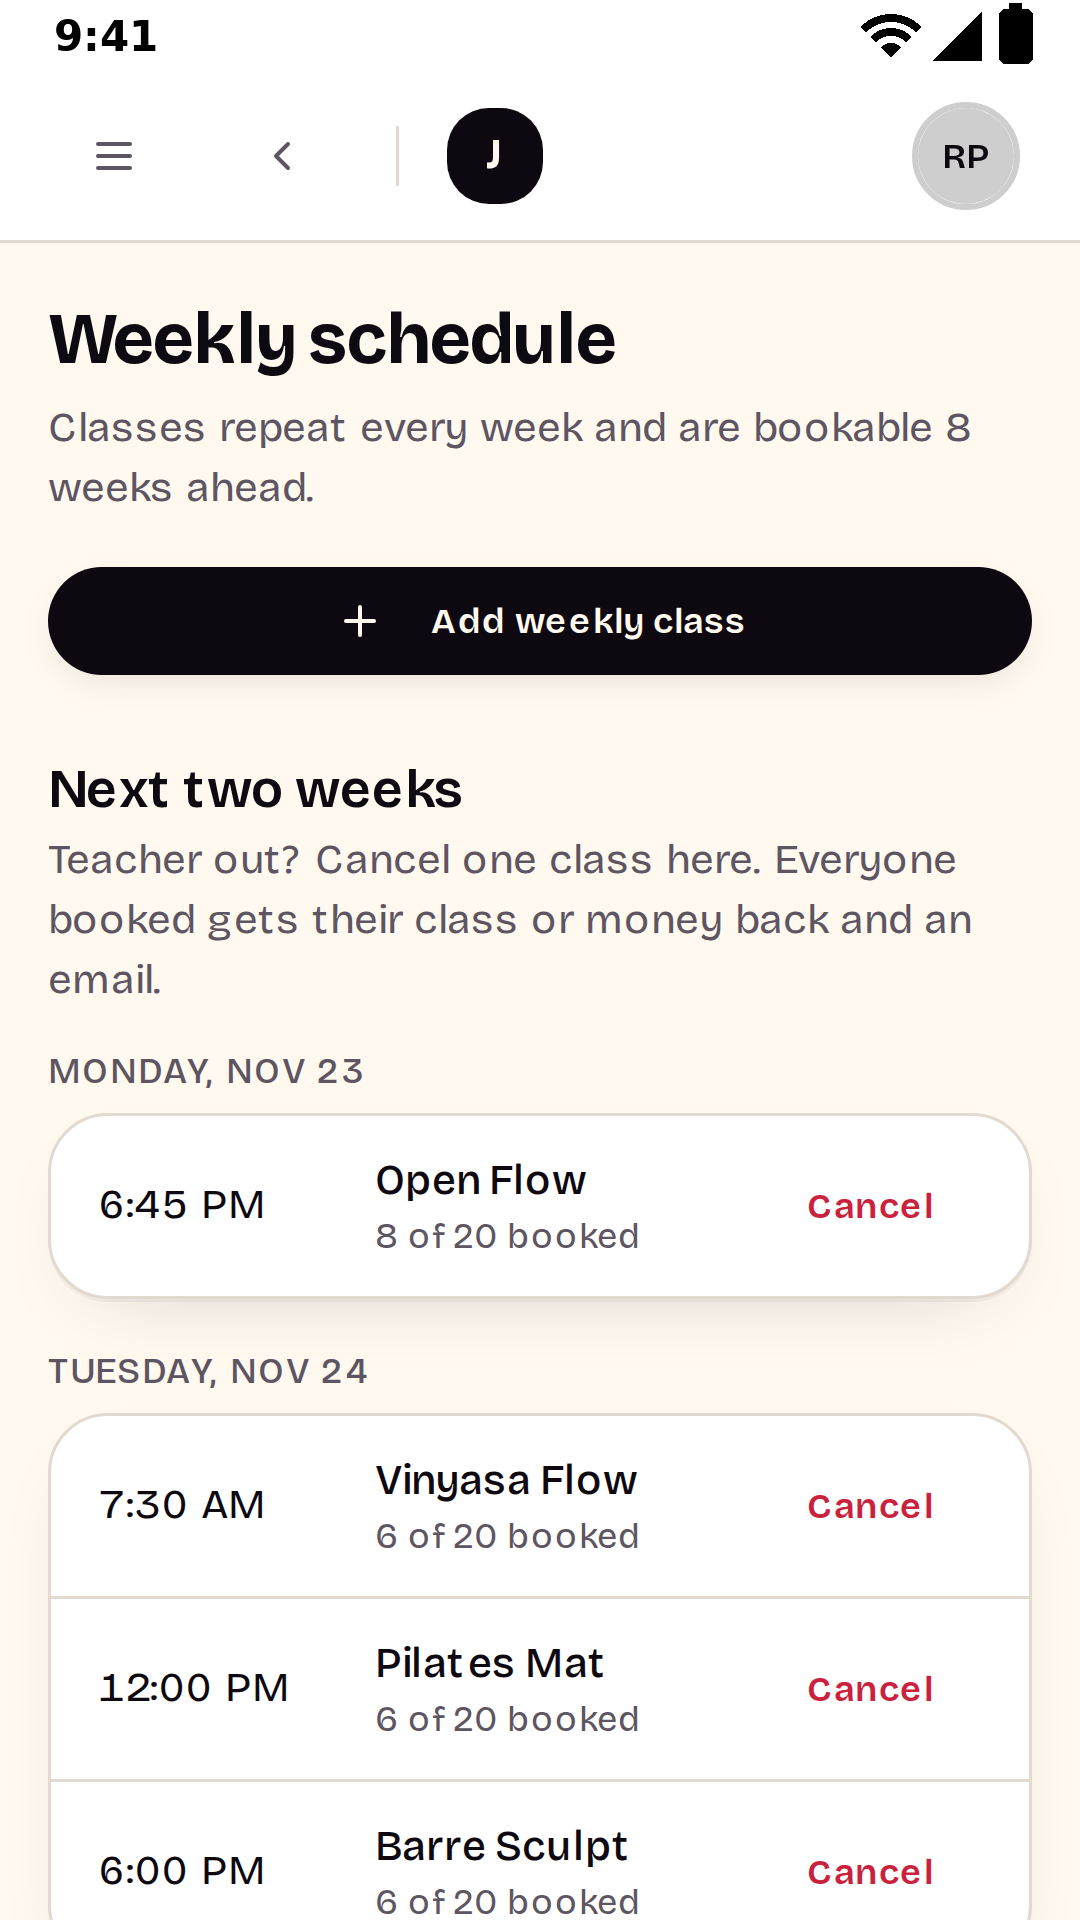 9:41
J
RP
Weekly schedule
Classes repeat every week and are bookable 8
weeks ahead.
Add weekly class
Next two weeks
Teacher out? Cancel one class here. Everyone
booked gets their class or money back and an
email.
MONDAY, NOV 23
6:45 PM
Open Flow
8 of 20 booked
Cancel
TUESDAY, NOV 24
7:30 AM
Vinyasa Flow
6 of 20 booked
Cancel
12:00 PM
Pilates Mat
6 of 20 booked
Cancel
6:00 PM
Barre Sculpt
6 of 20 booked
Cancel